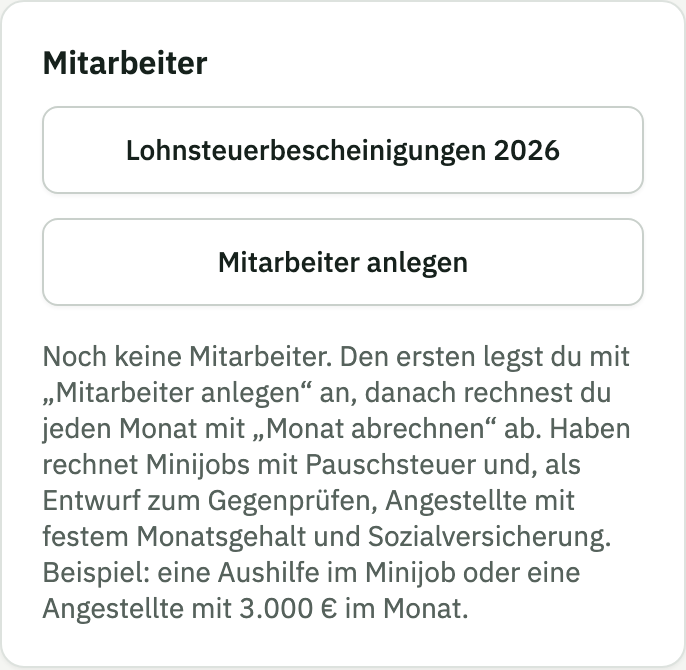 Mitarbeiter
Lohnsteuerbescheinigungen 2026
Mitarbeiter anlegen
Noch keine Mitarbeiter. Den ersten legst du mit
„Mitarbeiter anlegen“ an, danach rechnest du
jeden Monat mit „Monat abrechnen“ ab. Haben
rechnet Minijobs mit Pauschsteuer und, als
Entwurf zum Gegenprüfen, Angestellte mit
festem Monatsgehalt und Sozialversicherung.
Beispiel: eine Aushilfe im Minijob oder eine
Angestellte mit 3.000 € im Monat.